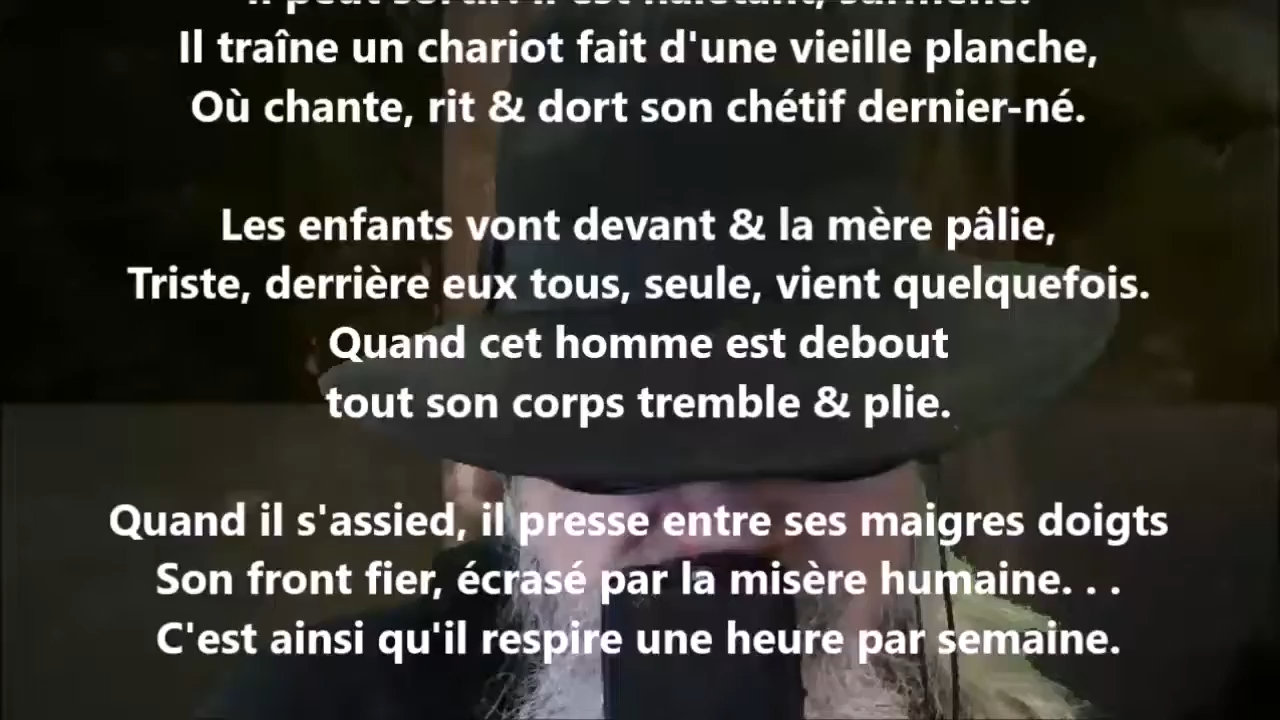 Il traîne un chariot fait d'une vieille planche,
Où chante, rit & dort son chétif dernier-né.
Les enfants vont devant & la mère pâlie,
Triste, derrière eux tous, seule, vient quelquefois.
Quand cet homme est debout
tout son corps tremble & plie.
Quand il s'assied, il presse entre ses maigres doigts
Son front fier, écrasé par la misère humaine. . .
C'est ainsi qu'il respire une heure par semaine.